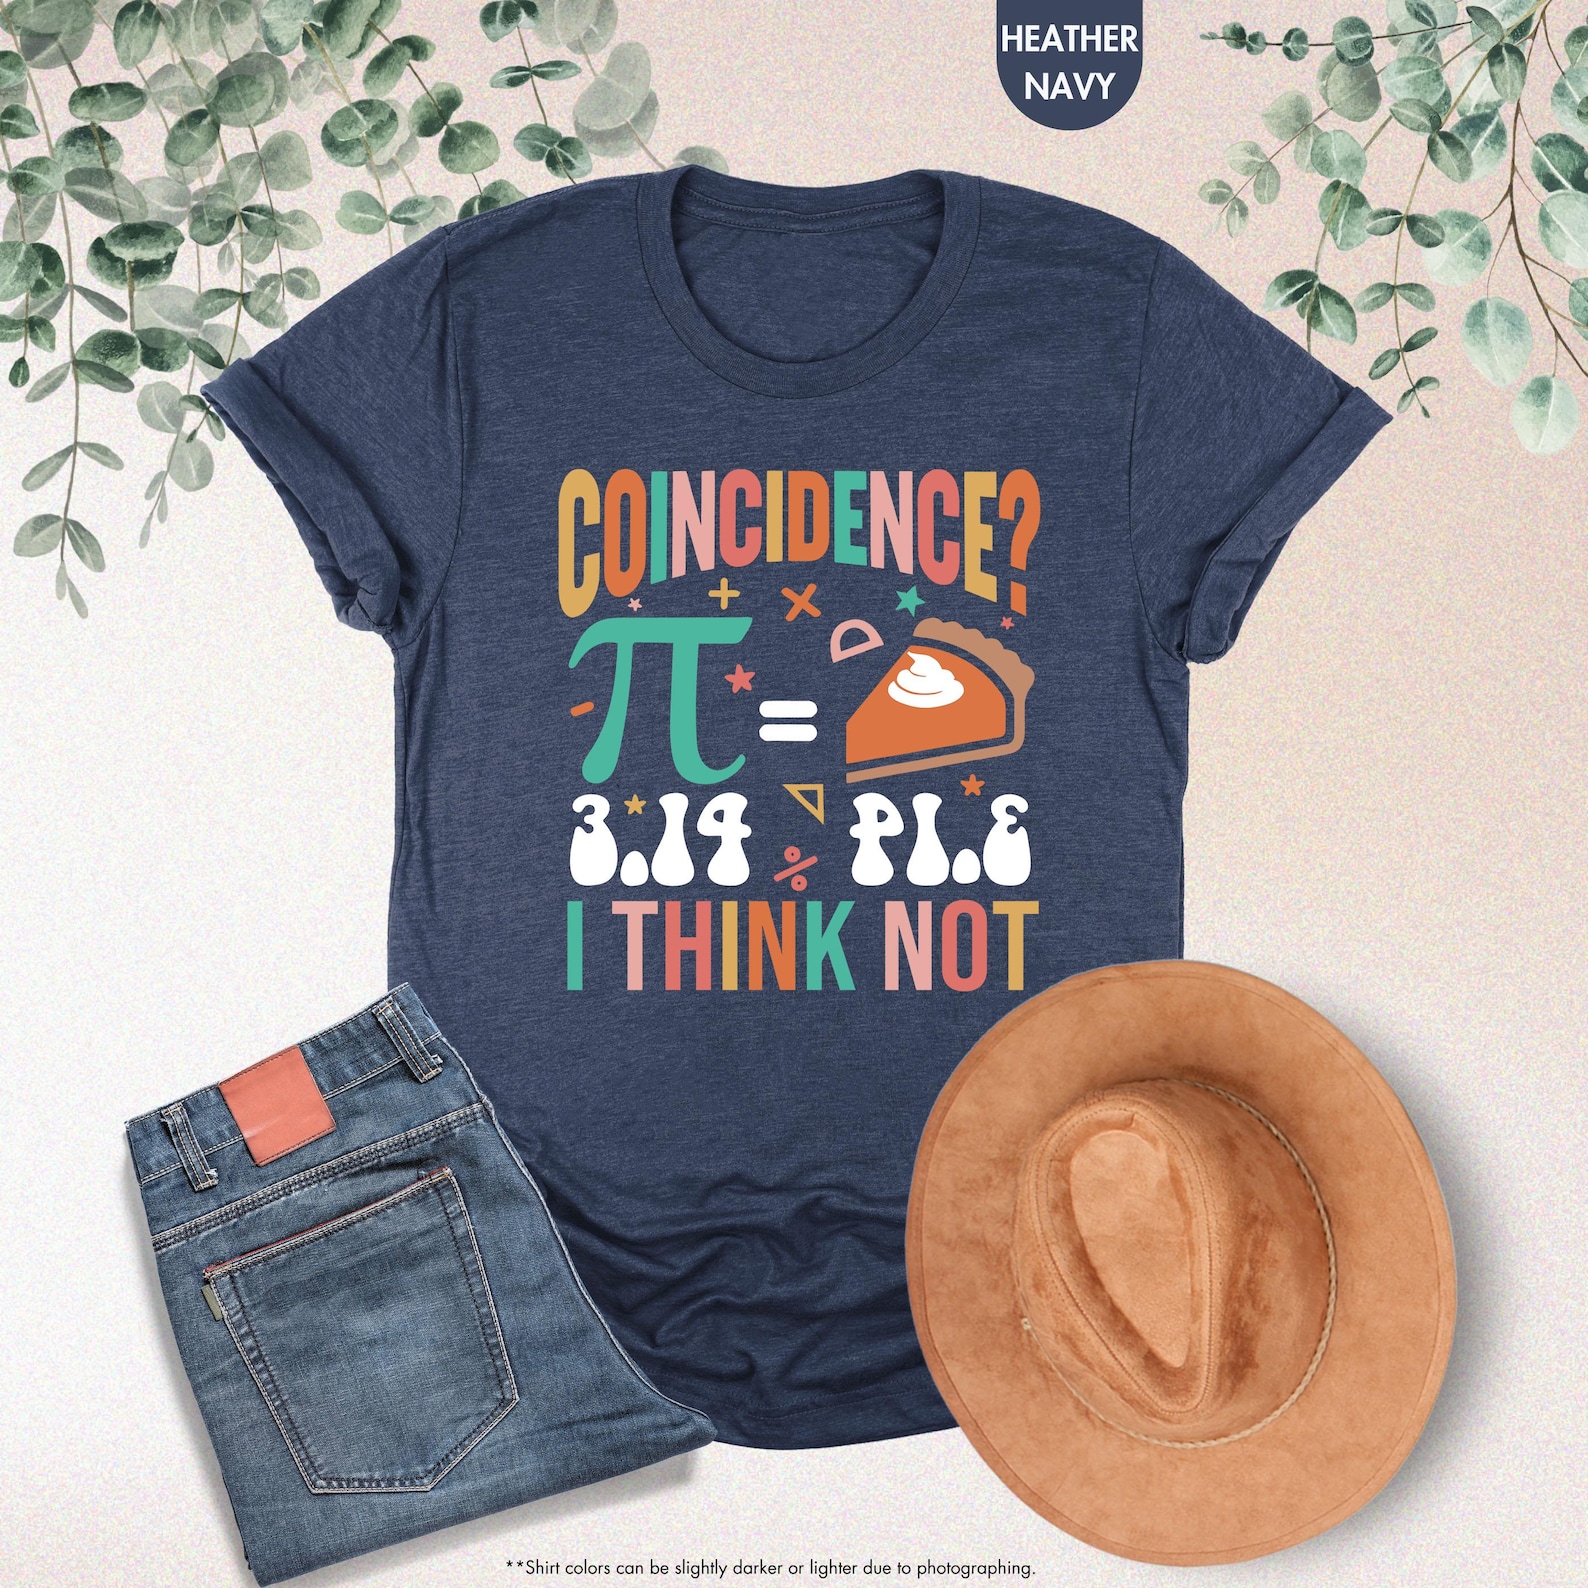 HEATHER
NAVY
COINCIDENCE?
π =
3.14 PI.E
I THINK NOT
**Shirt colors can be slightly darker or lighter due to photographing.